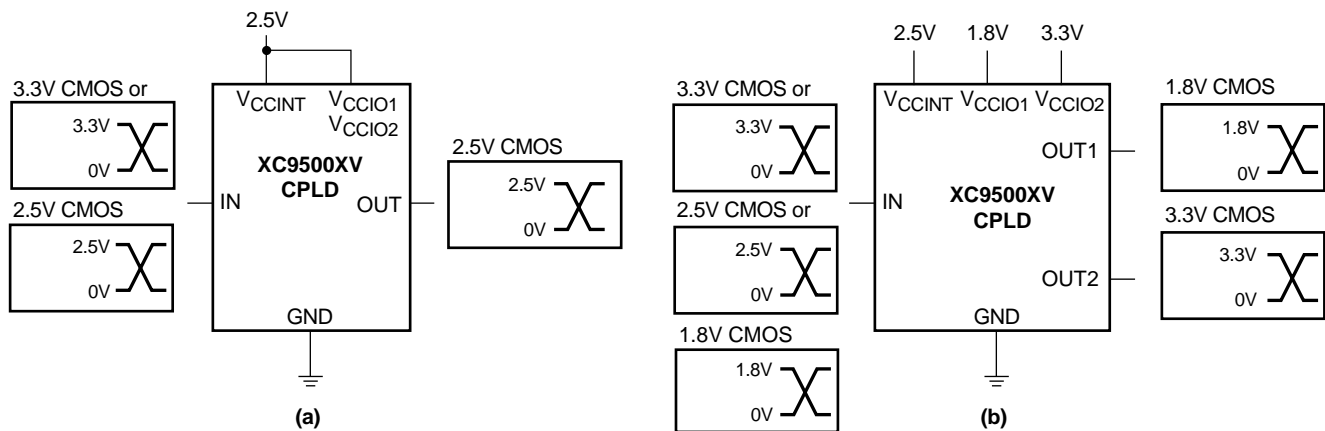 2.5V
3.3V CMOS or
3.3V
0V
2.5V CMOS
2.5V
0V
VCCINT VCCIO1
VCCIO2
XC9500XV
CPLD
IN
OUT
GND
2.5V CMOS
2.5V
0V
(a)
2.5V 1.8V 3.3V
3.3V CMOS or
3.3V
0V
2.5V CMOS or
2.5V
0V
1.8V CMOS
1.8V
0V
VCCINT VCCIO1 VCCIO2
OUT1
XC9500XV
CPLD
IN
OUT2
GND
1.8V CMOS
1.8V
0V
3.3V CMOS
3.3V
0V
(b)